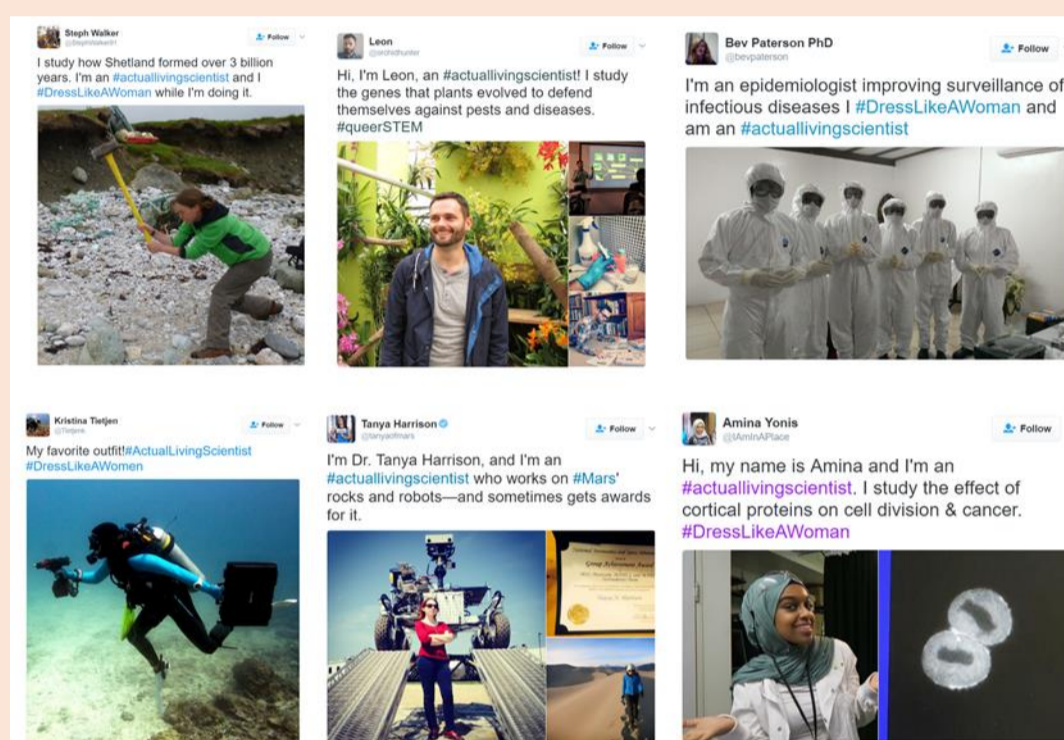 Steph Walker
Follow
I study how Shetland formed over 3 billion
years. I'm an #actuallivingscientist and I
#DressLikeAWoman while I'm doing it.
Leon
@orchidhunter
Follow
Hi, I'm Leon, an #actuallivingscientist! I study
the genes that plants evolved to defend
themselves against pests and diseases.
#queerSTEM
Bev Paterson PhD
@bevpaterson
Follow
I'm an epidemiologist improving surveillance of
infectious diseases I #DressLikeAWoman and
am an #actuallivingscientist
Kristina Tietjen
@Tietjenk
Follow
My favorite outfit!#ActualLivingScientist
#DressLikeAWomen
Tanya Harrison
@tanyaofmars
Follow
I'm Dr. Tanya Harrison, and I'm an
#actuallivingscientist who works on #Mars'
rocks and robots—and sometimes gets awards
for it.
Group Achievement Award
Amina Yonis
@IAmInAPlace
Follow
Hi, my name is Amina and I'm an
#actuallivingscientist. I study the effect of
cortical proteins on cell division & cancer.
#DressLikeAWoman